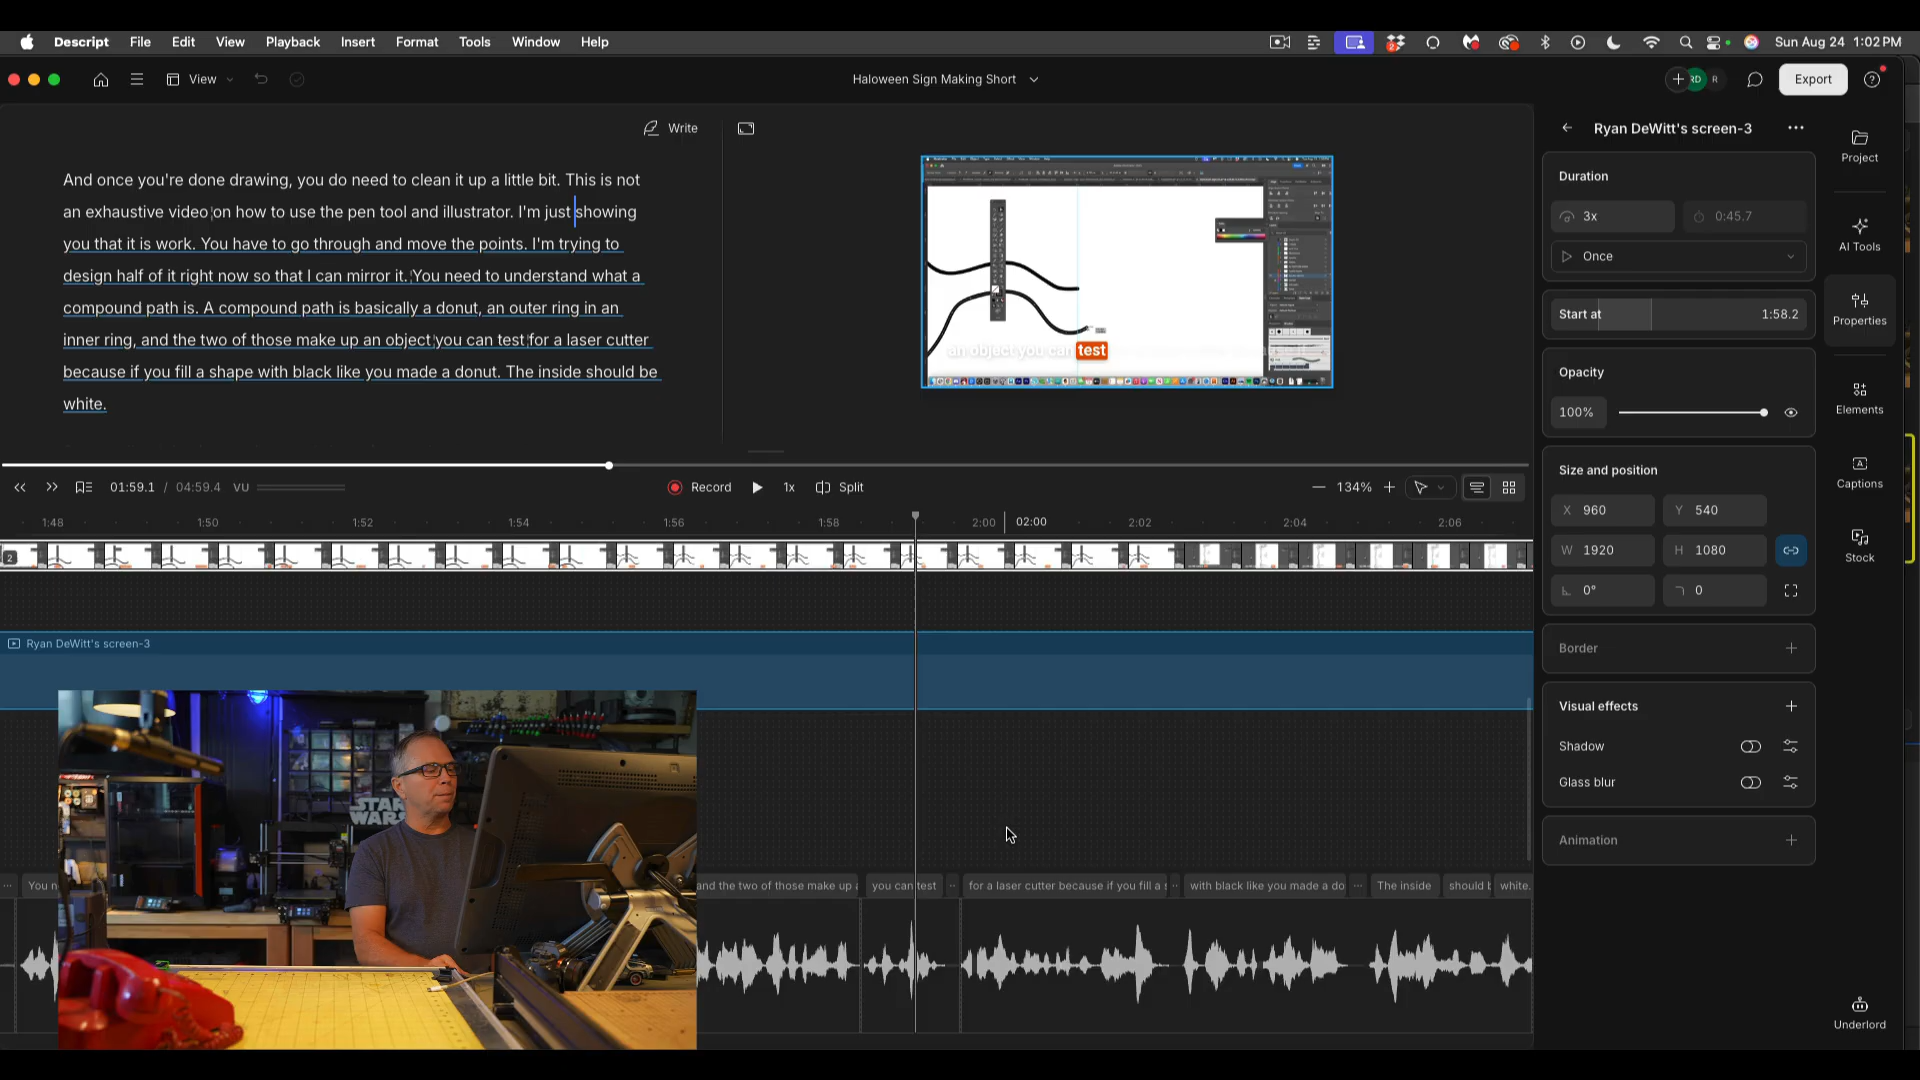 Descript File Edit View Playback Insert Format Tools Window Help
Sun Aug 24 1:02 PM
View
Haloween Sign Making Short
RD
R
Export
Write
And once you're done drawing, you do need to clean it up a little bit. This is not
an exhaustive video on how to use the pen tool and illustrator. I'm just showing
you that it is work. You have to go through and move the points. I'm trying to
design half of it right now so that I can mirror it. You need to understand what a
compound path is. A compound path is basically a donut, an outer ring in an
inner ring, and the two of those make up an object you can test for a laser cutter
because if you fill a shape with black like you made a donut. The inside should be
white.
an object you can test
01:59.1 / 04:59.4 VU
Record
1x
Split
134%
1:48 1:50 1:52 1:54 1:56 1:58 2:00 02:00 2:02 2:04 2:06
2
Ryan DeWitt's screen-3
STAR
WARS
You n
and the two of those make up a
you can test
for a laser cutter because if you fill a s
with black like you made a do
The inside
should b
white.
Ryan DeWitt's screen-3
Duration
3x
0:45.7
Once
Start at 1:58.2
Opacity
100%
Size and position
X 960
Y 540
W 1920
H 1080
0°
0
Border
Visual effects
Shadow
Glass blur
Animation
Project
AI Tools
Properties
Elements
Captions
Stock
Underlord